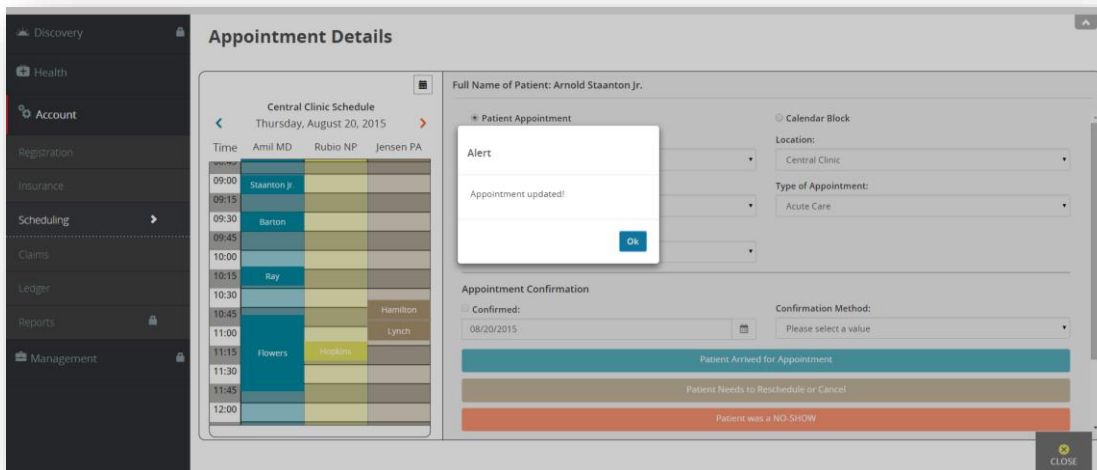 Discovery
Health
Account
Registration
Insurance
Scheduling
Claims
Ledger
Reports
Management
Appointment Details
Central Clinic Schedule
Thursday, August 20, 2015
Time Amil MD Rubio NP Jensen PA
08:45
09:00
Staanton Jr.
09:15
09:30
Barton
09:45
10:00
10:15
Ray
10:30
10:45
Hamilton
11:00
Lynch
11:15
Flowers
Hopkins
11:30
11:45
12:00
Full Name of Patient: Arnold Staanton Jr.
Patient Appointment
Calendar Block
Location:
Central Clinic
Type of Appointment:
Acute Care
Alert
Appointment updated!
Ok
Appointment Confirmation
Confirmed:
Confirmation Method:
08/20/2015
Please select a value
Patient Arrived for Appointment
Patient Needs to Reschedule or Cancel
Patient was a NO-SHOW
CLOSE